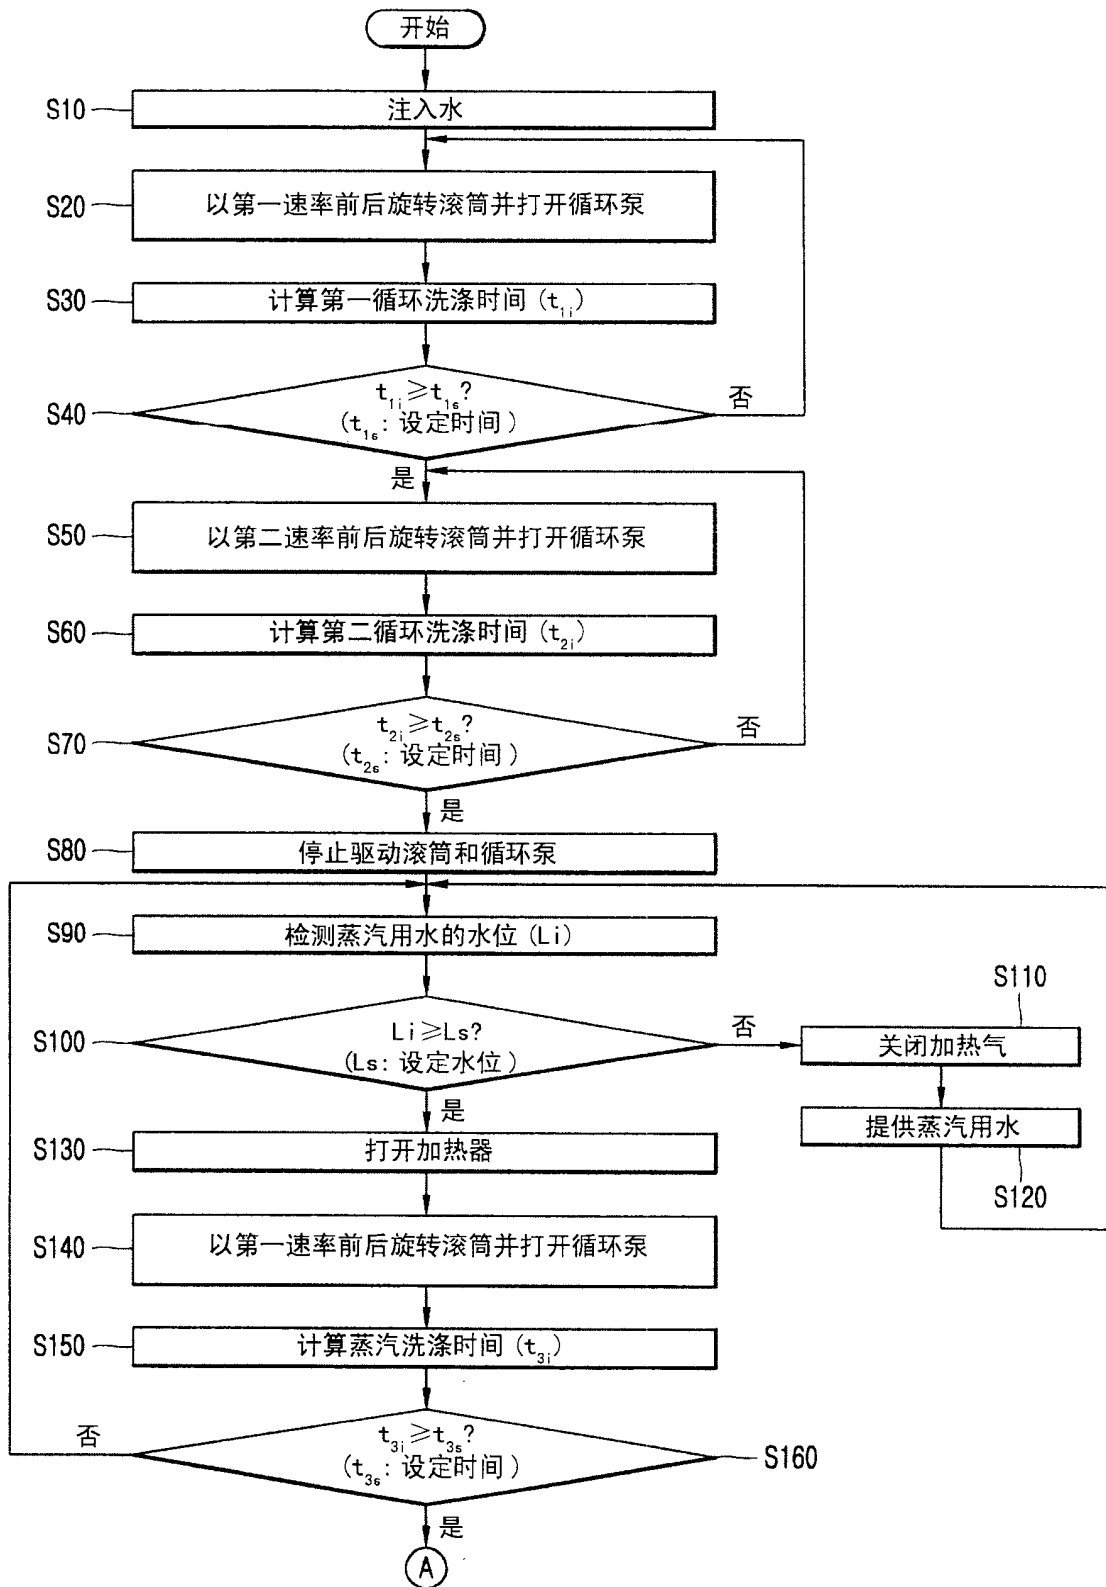 开始
S10
注入水
S20
以第一速率前后旋转滚筒并打开循环泵
S30
计算第一循环洗涤时间(t1i)
S40
t1i≥t1s?
(t1s: 设定时间)
否
是
S50
以第二速率前后旋转滚筒并打开循环泵
S60
计算第二循环洗涤时间(t2i)
S70
t2i≥t2s?
(t2s: 设定时间)
否
是
S80
停止驱动滚筒和循环泵
S90
检测蒸汽用水的水位(Li)
S100
Li≥Ls?
(Ls: 设定水位)
否
S110
关闭加热气
提供蒸汽用水
S120
是
S130
打开加热器
S140
以第一速率前后旋转滚筒并打开循环泵
S150
计算蒸汽洗涤时间(t3i)
否
t3i≥t3s?
(t3s: 设定时间)
S160
是
A